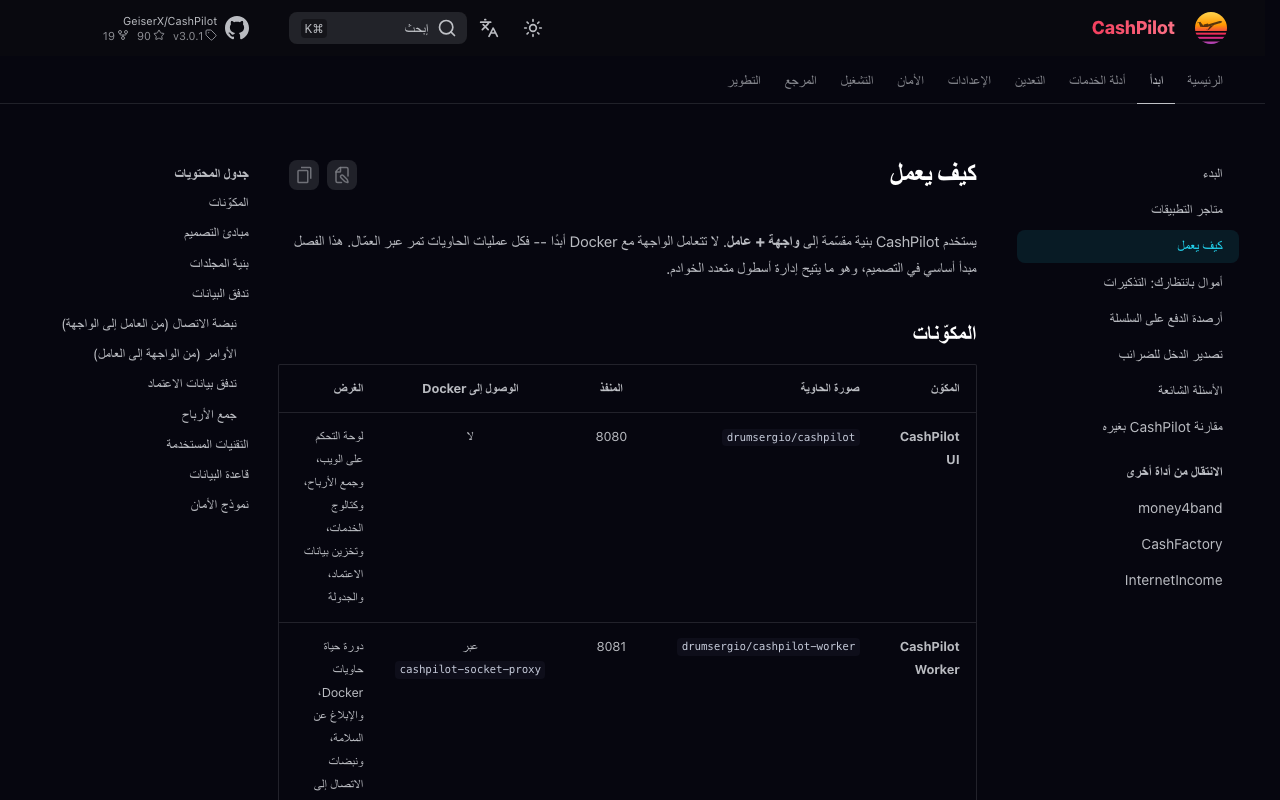 CashPilot
إبحث
⌘K
GeiserX/CashPilot
v3.0.1 90 19
الرئيسية
ابدأ
أدلة الخدمات
التعدين
الإعدادات
الأمان
التشغيل
المرجع
التطوير
البدء
متاجر التطبيقات
كيف يعمل
أموال بانتظارك: التذكيرات
أرصدة الدفع على السلسلة
تصدير الدخل للضرائب
الأسئلة الشائعة
مقارنة CashPilot بغيره
الانتقال من أداة أخرى
money4band
CashFactory
InternetIncome
كيف يعمل
يستخدم CashPilot بنية مقسّمة إلى واجهة + عامل. لا تتعامل الواجهة مع Docker أبدًا -- فكل عمليات الحاويات تمر عبر العمّال. هذا الفصل
مبدأ أساسي في التصميم، وهو ما يتيح إدارة أسطول متعدد الخوادم.
المكوّنات
المكوّن صورة الحاوية المنفذ الوصول إلى Docker الغرض
CashPilot drumsergio/cashpilot 8080 لا لوحة التحكم
UI على الويب،
وجمع الأرباح،
وكتالوج
الخدمات،
وتخزين بيانات
الاعتماد،
والجدولة
CashPilot drumsergio/cashpilot-worker 8081 عبر دورة حياة
Worker cashpilot-socket-proxy حاويات
Docker،
والإبلاغ عن
السلامة،
ونبضات
الاتصال إلى
جدول المحتويات
المكوّنات
مبادئ التصميم
بنية المجلدات
تدفق البيانات
نبضة الاتصال (من العامل إلى الواجهة)
الأوامر (من الواجهة إلى العامل)
تدفق بيانات الاعتماد
جمع الأرباح
التقنيات المستخدمة
قاعدة البيانات
نموذج الأمان